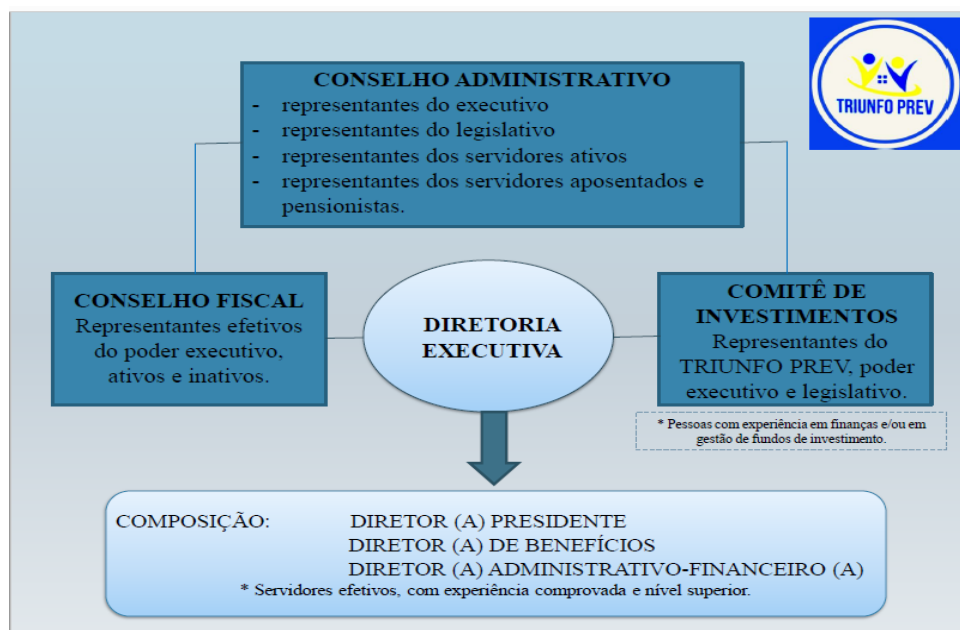 TRIUNFO PREV
CONSELHO ADMINISTRATIVO
- representantes do executivo
- representantes do legislativo
- representantes dos servidores ativos
- representantes dos servidores aposentados e
pensionistas.
CONSELHO FISCAL
Representantes efetivos
do poder executivo,
ativos e inativos.
DIRETORIA
EXECUTIVA
COMITÊ DE
INVESTIMENTOS
Representantes do
TRIUNFO PREV, poder
executivo e legislativo.
* Pessoas com experiência em finanças e/ou em
gestão de fundos de investimento.
COMPOSIÇÃO: DIRETOR (A) PRESIDENTE
DIRETOR (A) DE BENEFÍCIOS
DIRETOR (A) ADMINISTRATIVO-FINANCEIRO (A)
* Servidores efetivos, com experiência comprovada e nível superior.